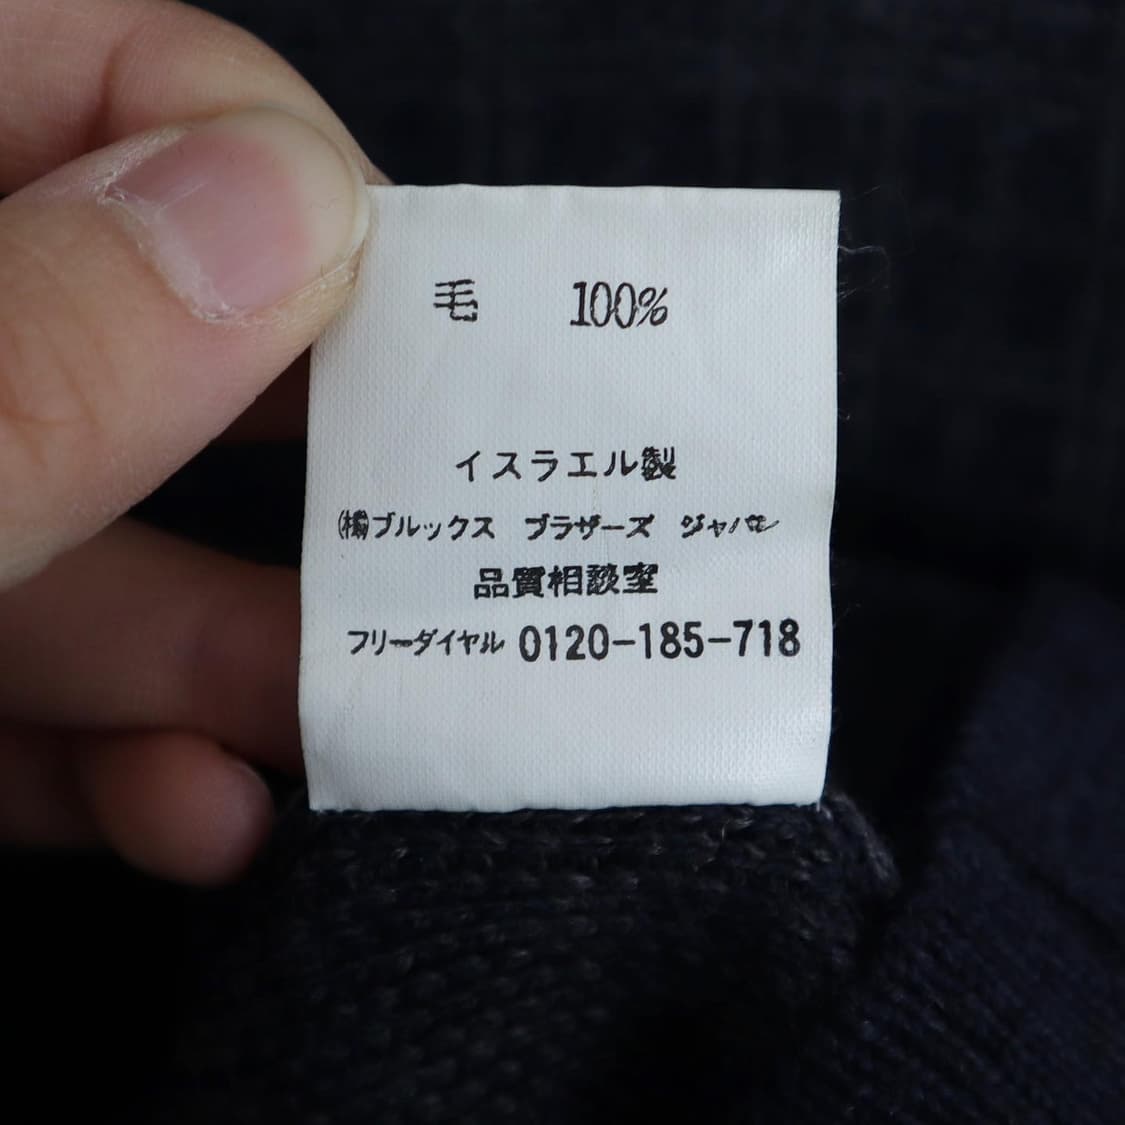 毛 100%
イスラエル製
㈱ブルックス ブラザーズ ジャパン
品質相談室
フリーダイヤル 0120-185-718